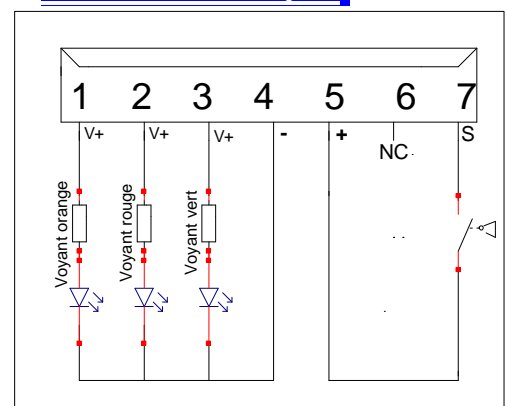 1 2 3 4 5 6 7
V+ V+ V+ - + S
NC
Voyant orange
Voyant rouge
Voyant vert